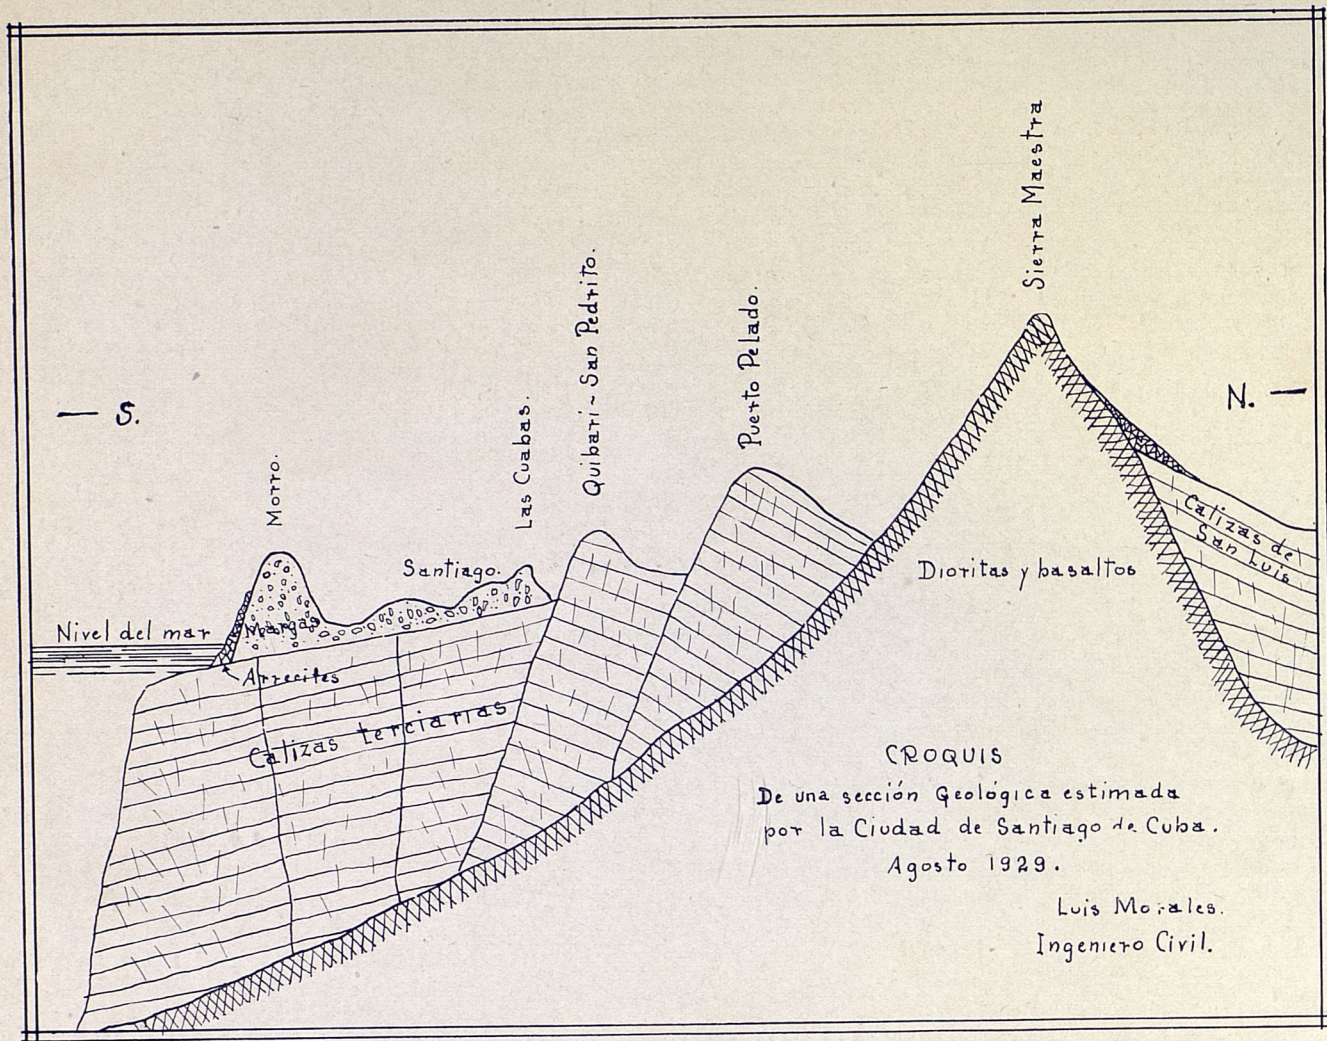 Sierra Maestra
Quibari ~ San Pedrito.
Puerto Pelado.
— S.
N. —
Las Cuabas.
Morro.
Santiago.
Calizas de
San Luis
Dioritas y basaltos
Nivel del mar
Margas
Arrecifes
Calizas terciarias
CROQUIS
De una sección Geológica estimada
por la Ciudad de Santiago de Cuba.
Agosto 1929.
Luis Morales.
Ingeniero Civil.